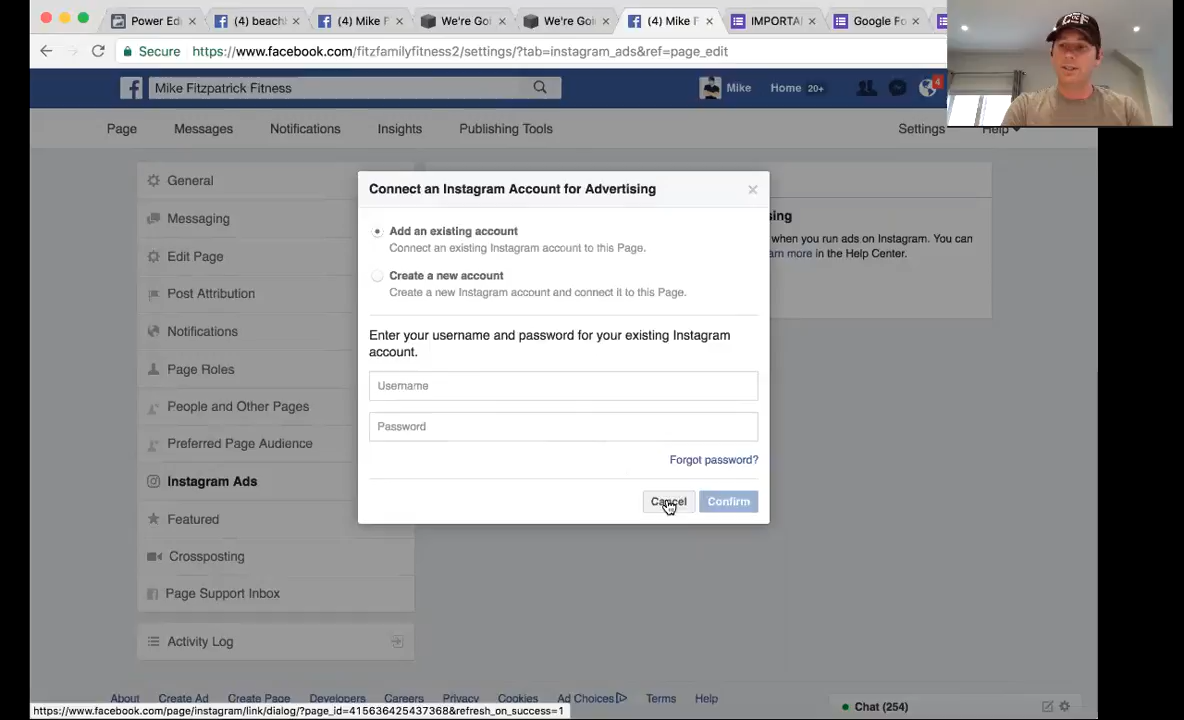 Power Ed
(4) beach
(4) Mike F
We're Goi
We're Goi
(4) Mike F
IMPORTA
Google Fo
Secure
https://www.facebook.com/fitzfamilyfitness2/settings/?tab=instagram_ads&ref=page_edit
Mike Fitzpatrick Fitness
Mike
Home 20+
4
Page
Messages
Notifications
Insights
Publishing Tools
Settings
Help
General
Messaging
Edit Page
Post Attribution
Notifications
Page Roles
People and Other Pages
Preferred Page Audience
Instagram Ads
Featured
Crossposting
Page Support Inbox
Activity Log
Connect an Instagram Account for Advertising
Add an existing account
Connect an existing Instagram account to this Page.
Create a new account
Create a new Instagram account and connect it to this Page.
Enter your username and password for your existing Instagram
account.
Username
Password
Forgot password?
Cancel
Confirm
sing
when you run ads on Instagram. You can
arn more in the Help Center.
About
Create Ad
Create Page
Developers
Careers
Privacy
Cookies
Ad Choices
Terms
Help
https://www.facebook.com/page/instagram/link/dialog/?page_id=415636425437368&refresh_on_success=1
Chat (254)